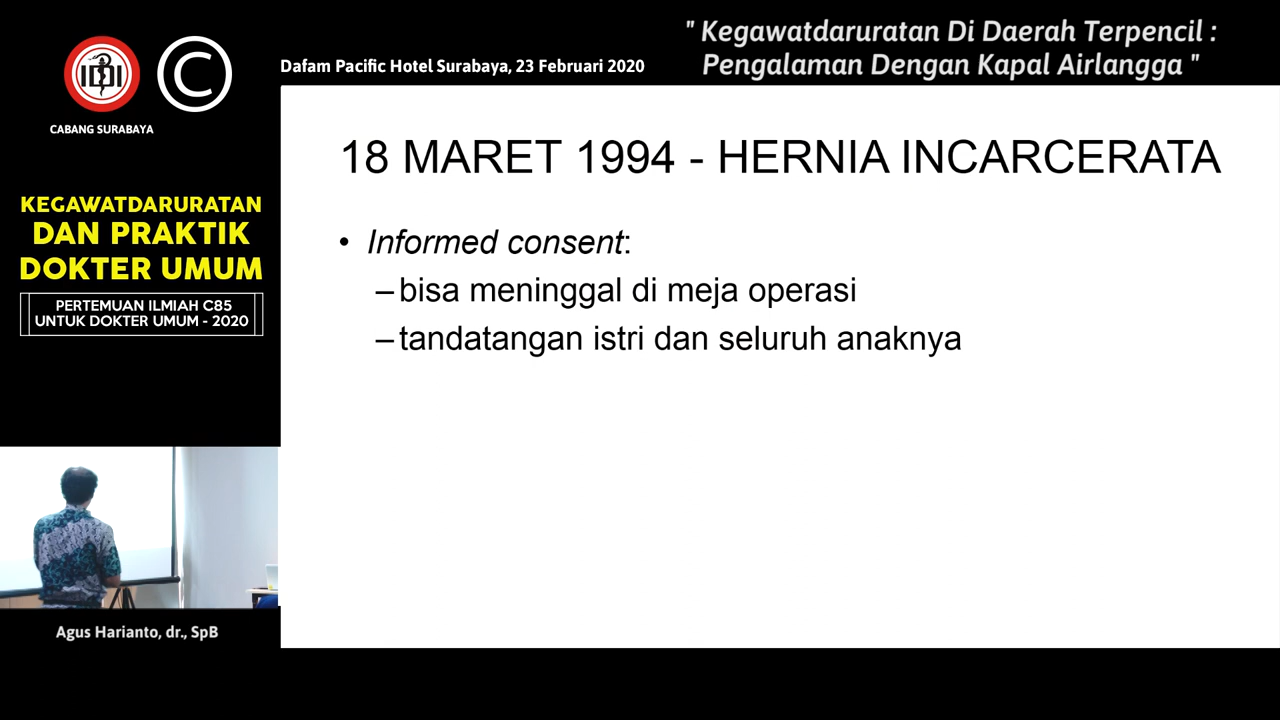 " Kegawatdaruratan Di Daerah Terpencil :
Pengalaman Dengan Kapal Airlangga "
Dafam Pacific Hotel Surabaya, 23 Februari 2020
IDI
C
CABANG SURABAYA
KEGAWATDARURATAN
DAN PRAKTIK
DOKTER UMUM
PERTEMUAN ILMIAH C85
UNTUK DOKTER UMUM - 2020
18 MARET 1994 - HERNIA INCARCERATA
• Informed consent:
–bisa meninggal di meja operasi
–tandatangan istri dan seluruh anaknya
Agus Harianto, dr., SpB